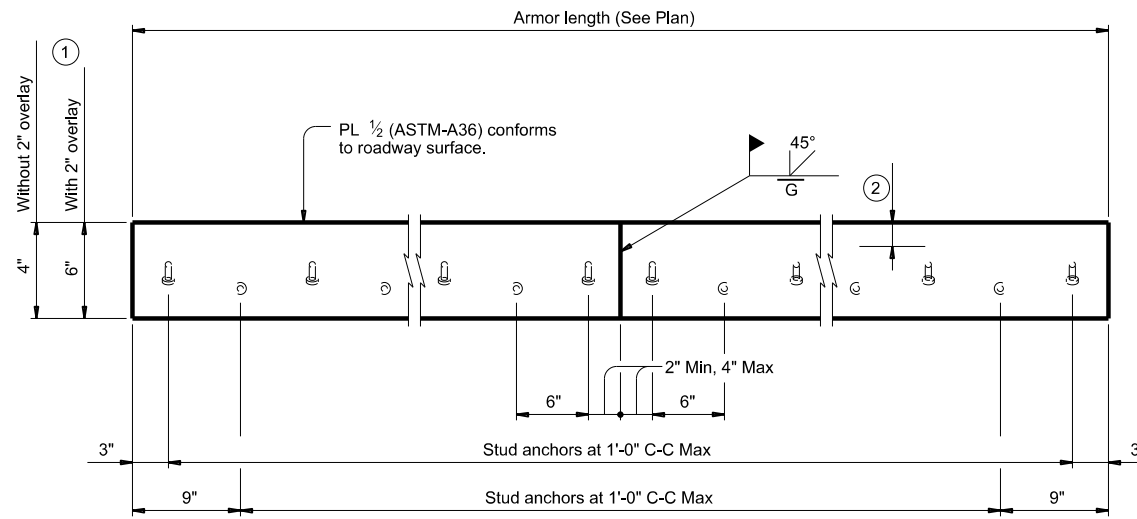 Armor length (See Plan)
1
Without 2" overlay
With 2" overlay
PL ½ (ASTM-A36) conforms
to roadway surface.
45°
G
2
4"
6"
2" Min, 4" Max
6"
6"
3"
Stud anchors at 1'-0" C-C Max
3
9"
Stud anchors at 1'-0" C-C Max
9"